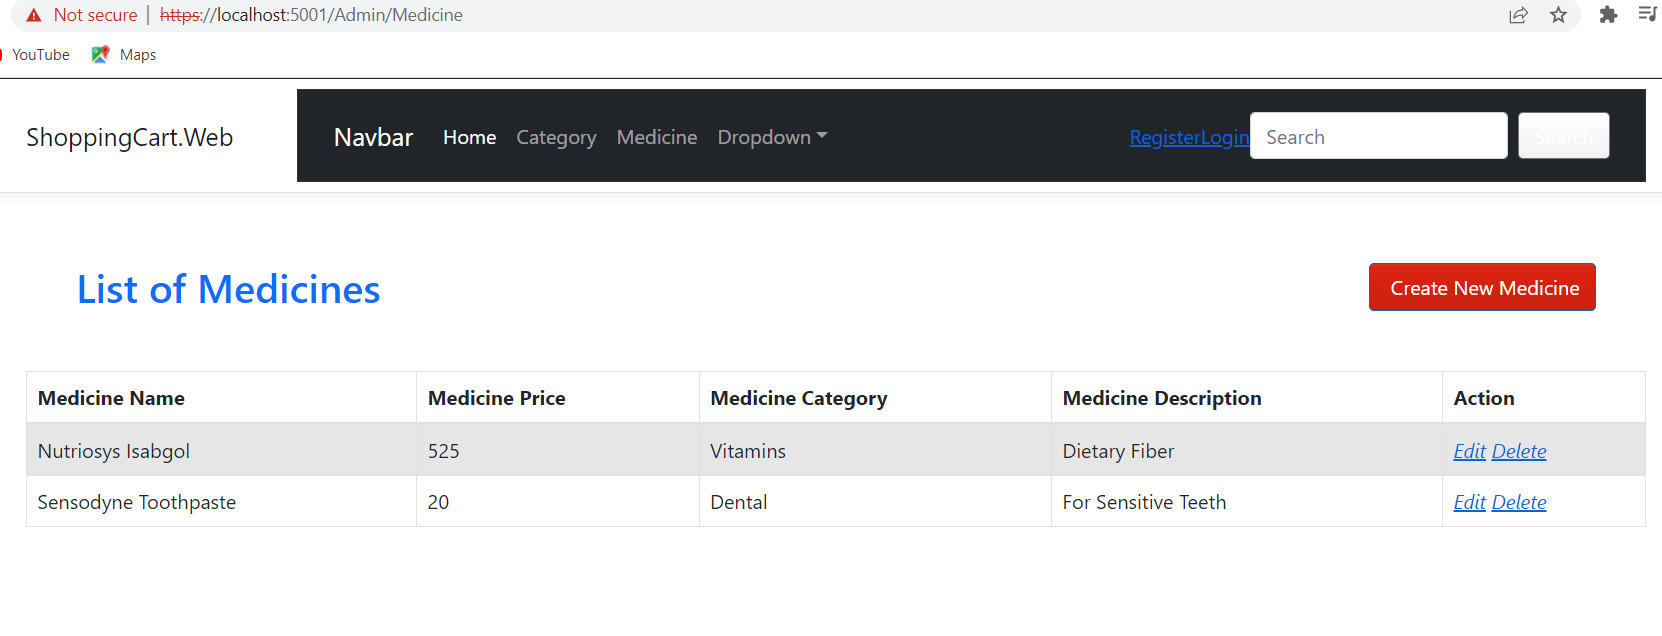 Not secure | https://localhost:5001/Admin/Medicine
YouTube Maps
ShoppingCart.Web Navbar Home Category Medicine Dropdown RegisterLogin Search Search
List of Medicines Create New Medicine
Medicine Name Medicine Price Medicine Category Medicine Description Action
Nutriosys Isabgol 525 Vitamins Dietary Fiber Edit Delete
Sensodyne Toothpaste 20 Dental For Sensitive Teeth Edit Delete